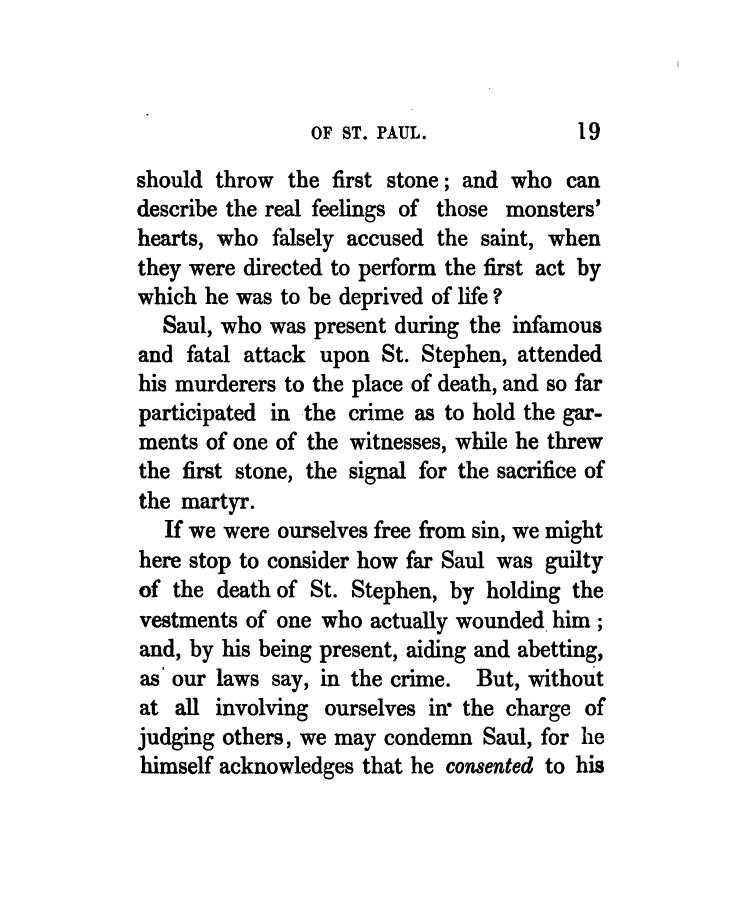 OF ST. PAUL. 19
should throw the first stone; and who can
describe the real feelings of those monsters'
hearts, who falsely accused the saint, when
they were directed to perform the first act by
which he was to be deprived of life?
Saul, who was present during the infamous
and fatal attack upon St. Stephen, attended
his murderers to the place of death, and so far
participated in the crime as to hold the gar-
ments of one of the witnesses, while he threw
the first stone, the signal for the sacrifice of
the martyr.
If we were ourselves free from sin, we might
here stop to consider how far Saul was guilty
of the death of St. Stephen, by holding the
vestments of one who actually wounded him;
and, by his being present, aiding and abetting,
as our laws say, in the crime. But, without
at all involving ourselves in the charge of
judging others, we may condemn Saul, for he
himself acknowledges that he consented to his